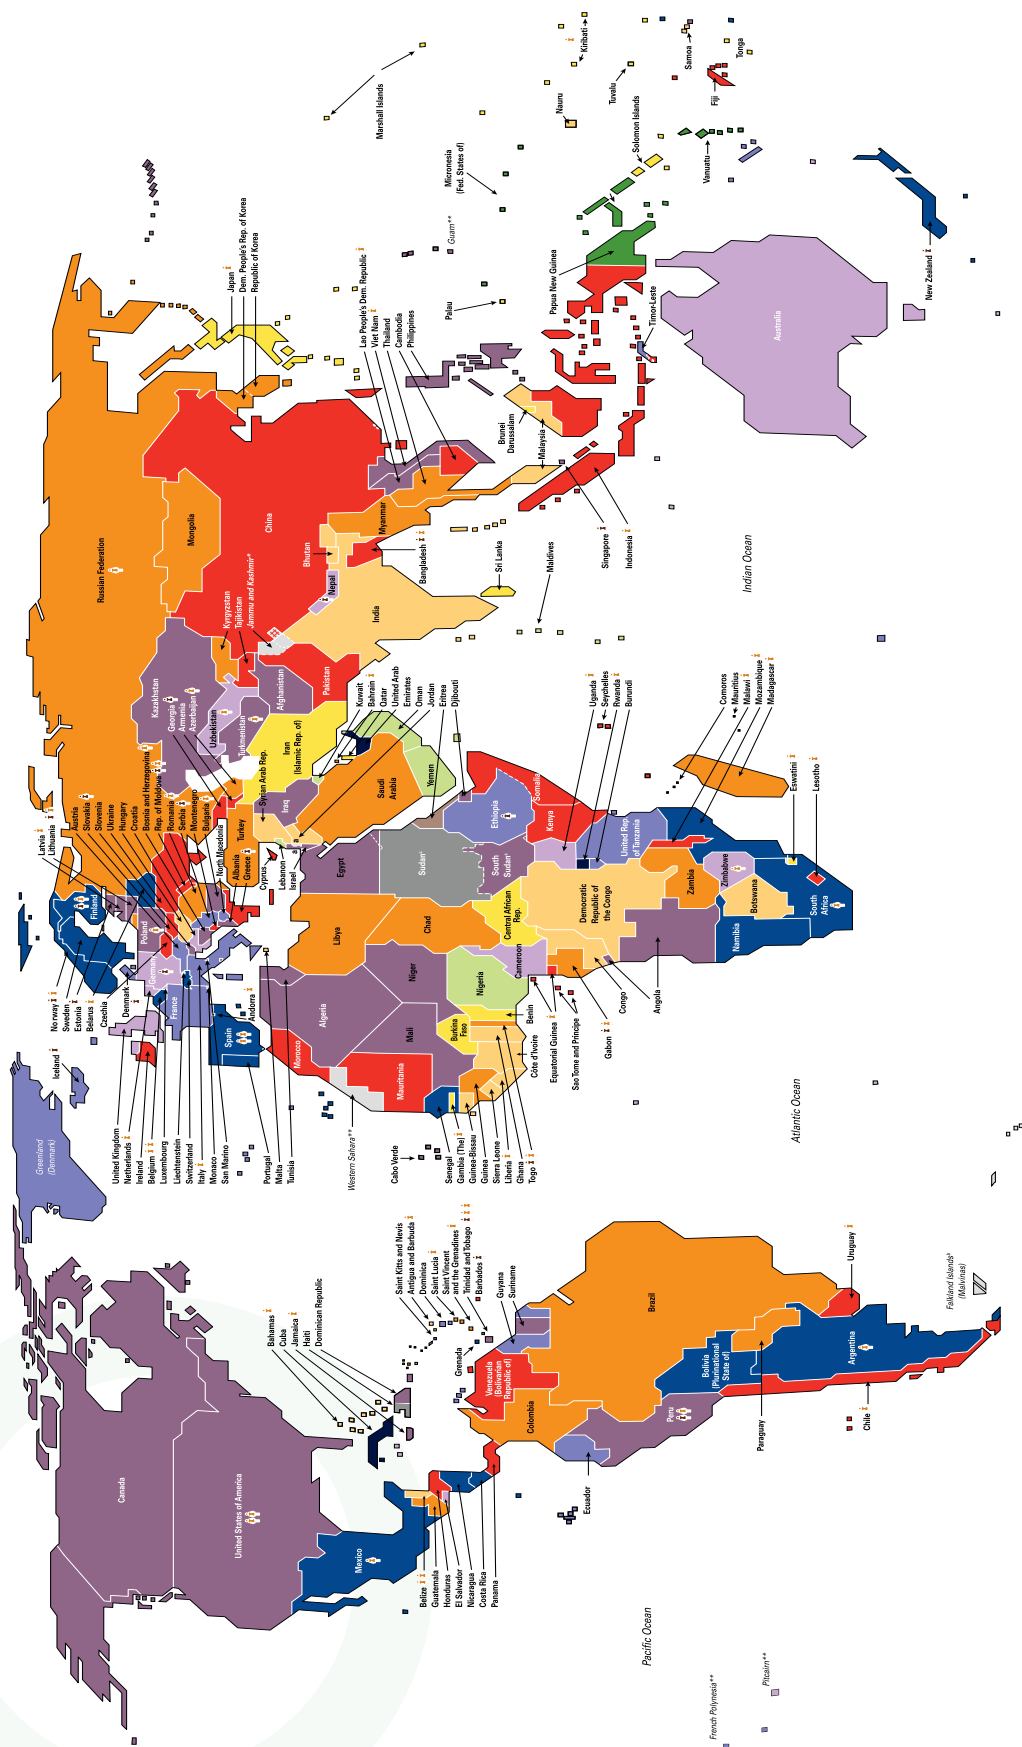 Greenland
(Denmark)
Iceland
Canada
United States of America
Mexico
Bahamas
Cuba
Jamaica
Haiti
Dominican Republic
Saint Kitts and Nevis
Antigua and Barbuda
Dominica
Saint Lucia
Saint Vincent
and the Grenadines
Trinidad and Tobago
Barbados
Grenada
Guyana
Suriname
Venezuela
(Bolivarian
Republic of)
Colombia
Brazil
Bolivia
(Plurinational
State of)
Peru
Ecuador
Paraguay
Argentina
Chile
Uruguay
Falkland Islands³
(Malvinas)
Belize
Guatemala
Honduras
El Salvador
Nicaragua
Costa Rica
Panama
Pacific Ocean
French Polynesia**
Pitcairn**
Atlantic Ocean
Norway
Sweden
Estonia
Belarus
Czechia
Denmark
United Kingdom
Netherlands
Ireland
Belgium
Luxembourg
Liechtenstein
Switzerland
Italy
Monaco
San Marino
Andorra
Portugal
Malta
Tunisia
Latvia
Lithuania
Austria
Slovakia
Slovenia
Ukraine
Hungary
Croatia
Bosnia and Herzegovina
Rep. of Moldova
Romania
Serbia
Montenegro
Bulgaria
North Macedonia
Albania
Greece
Finland
Poland
Germany
France
Spain
Cyprus
Lebanon
Israel
Turkey
Syrian Arab Rep.
Iraq
Georgia
Armenia
Azerbaijan
Kazakhstan
Uzbekistan
Turkmenistan
Afghanistan
Iran
(Islamic Rep. of)
Pakistan
Kyrgyzstan
Tajikistan
Jammu and Kashmir*
Russian Federation
Mongolia
China
Japan
Dem. People's Rep. of Korea
Republic of Korea
Bhutan
Nepal
India
Bangladesh
Myanmar
Sri Lanka
Maldives
Lao People's Dem. Republic
Viet Nam
Thailand
Cambodia
Philippines
Brunei
Darussalam
Malaysia
Singapore
Indonesia
Timor-Leste
Papua New Guinea
Palau
Guam**
Micronesia
(Fed. States of)
Marshall Islands
Nauru
Kiribati
Tuvalu
Solomon Islands
Samoa
Tonga
Fiji
Vanuatu
Australia
New Zealand
Indian Ocean
Kuwait
Bahrain
Qatar
United Arab
Emirates
Oman
Jordan
Eritrea
Djibouti
Saudi
Arabia
Yemen
Western Sahara**
Morocco
Algeria
Libya
Egypt
Mauritania
Mali
Niger
Chad
Sudan¹
South
Sudan¹
Ethiopia
Somalia
Kenya
Nigeria
Cameroon
Central African
Rep.
Burkina
Faso
Benin
Côte d'Ivoire
Cabo Verde
Senegal
Gambia (The)
Guinea-Bissau
Guinea
Sierra Leone
Liberia
Ghana
Togo
Equatorial Guinea
Sao Tome and Principe
Gabon
Congo
Angola
Democratic
Republic of
the Congo
Uganda
Seychelles
Rwanda
Burundi
United Rep.
of Tanzania
Comoros
Mauritius
Malawi
Mozambique
Madagascar
Zambia
Zimbabwe
Botswana
Namibia
South
Africa
Eswatini
Lesotho
a
a